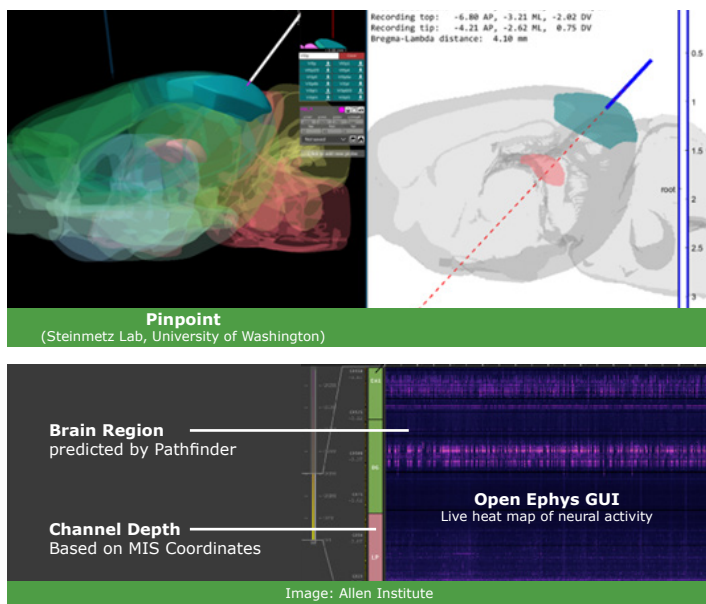 Recording top: -6.80 AP, -3.21 ML, -2.02 DV
Recording tip: -4.21 AP, -2.62 ML, 0.75 DV
Bregma-Lambda distance: 4.10 mm
0.5
1
root
1.5
2
2.5
3
Pinpoint
(Steinmetz Lab, University of Washington)
Brain Region
predicted by Pathfinder
Channel Depth
Based on MIS Coordinates
LP
Open Ephys GUI
Live heat map of neural activity
Image: Allen Institute